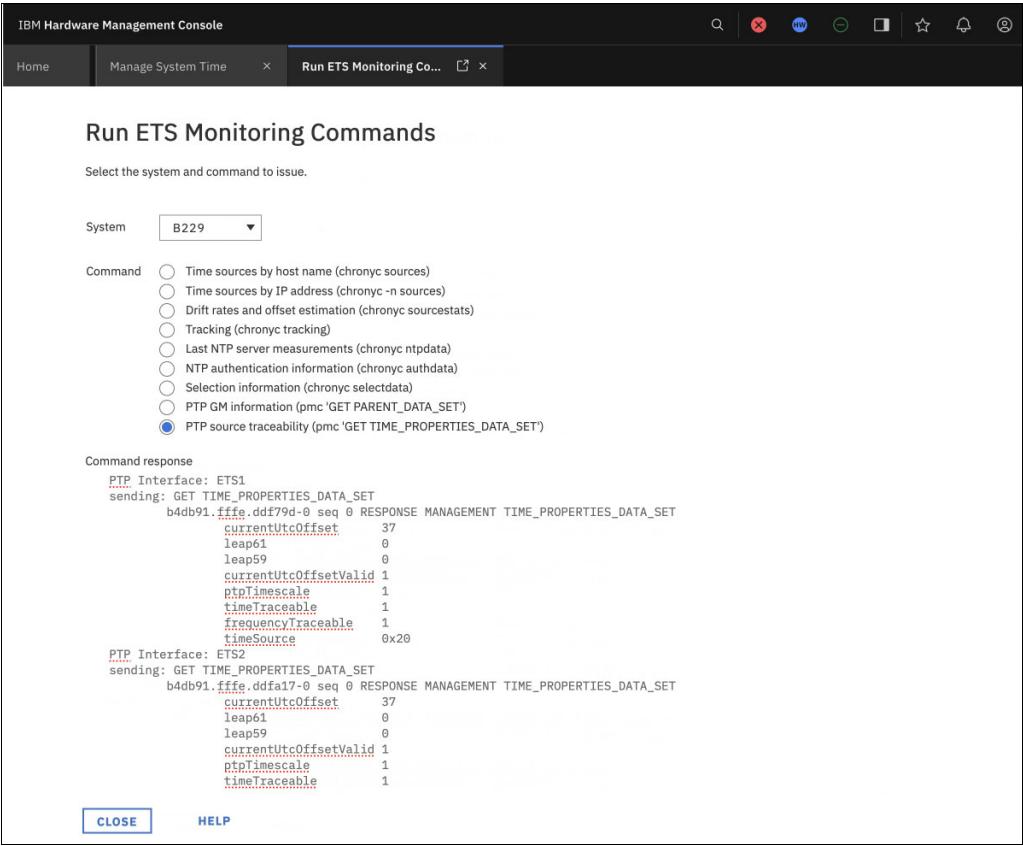 IBM Hardware Management Console
HW
Home
Manage System Time ×
Run ETS Monitoring Co... ×
Run ETS Monitoring Commands
Select the system and command to issue.
System B229
Command
Time sources by host name (chronyc sources)
Time sources by IP address (chronyc -n sources)
Drift rates and offset estimation (chronyc sourcestats)
Tracking (chronyc tracking)
Last NTP server measurements (chronyc ntpdata)
NTP authentication information (chronyc authdata)
Selection information (chronyc selectdata)
PTP GM information (pmc 'GET PARENT_DATA_SET')
PTP source traceability (pmc 'GET TIME_PROPERTIES_DATA_SET')
Command response
PTP Interface: ETS1
sending: GET TIME_PROPERTIES_DATA_SET
b4db91.fffe.ddf79d-0 seq 0 RESPONSE MANAGEMENT TIME_PROPERTIES_DATA_SET
currentUtcOffset 37
leap61 0
leap59 0
currentUtcOffsetValid 1
ptpTimescale 1
timeTraceable 1
frequencyTraceable 1
timeSource 0x20
PTP Interface: ETS2
sending: GET TIME_PROPERTIES_DATA_SET
b4db91.fffe.ddfa17-0 seq 0 RESPONSE MANAGEMENT TIME_PROPERTIES_DATA_SET
currentUtcOffset 37
leap61 0
leap59 0
currentUtcOffsetValid 1
ptpTimescale 1
timeTraceable 1
CLOSE HELP